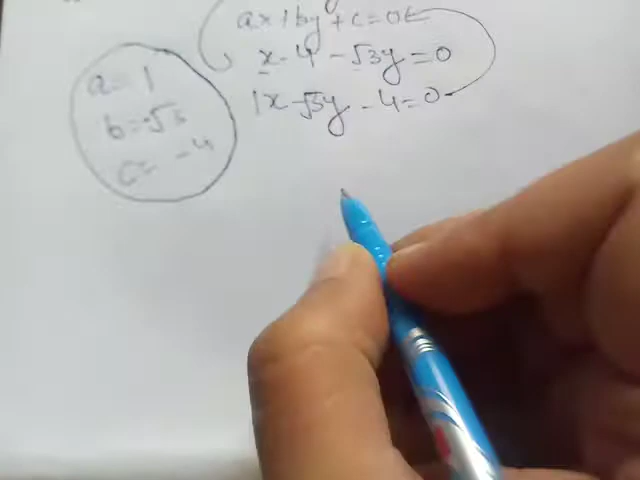 ax + by + c = 0
x - 4 - √3y = 0
1x - √3y - 4 = 0
a = 1
b = -√3
c = -4